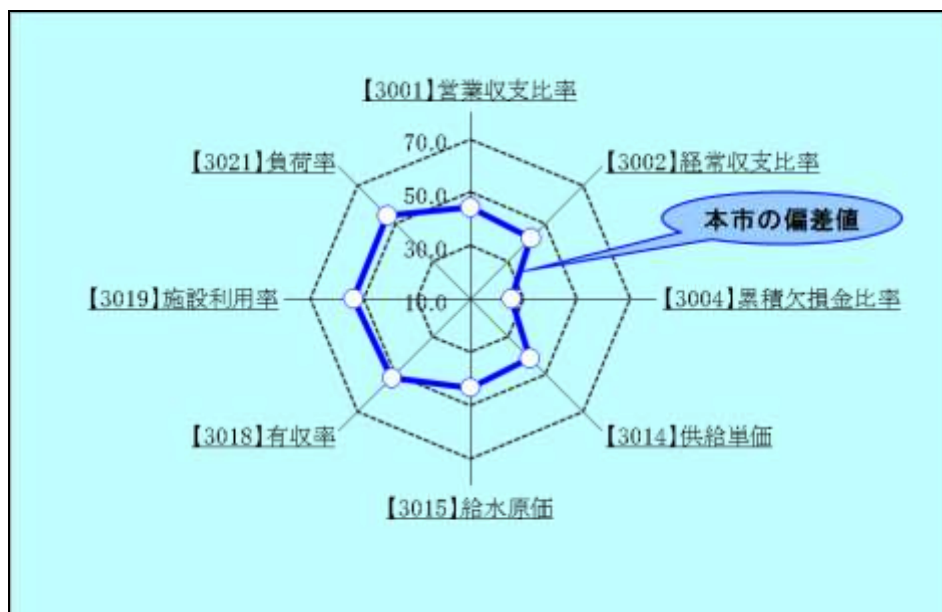 【3001】営業収支比率
70.0
【3021】負荷率
【3002】経常収支比率
50.0
本市の偏差値
30.0
【3019】施設利用率
10.0
【3004】累積欠損金比率
【3018】有収率
【3014】供給単価
【3015】給水原価